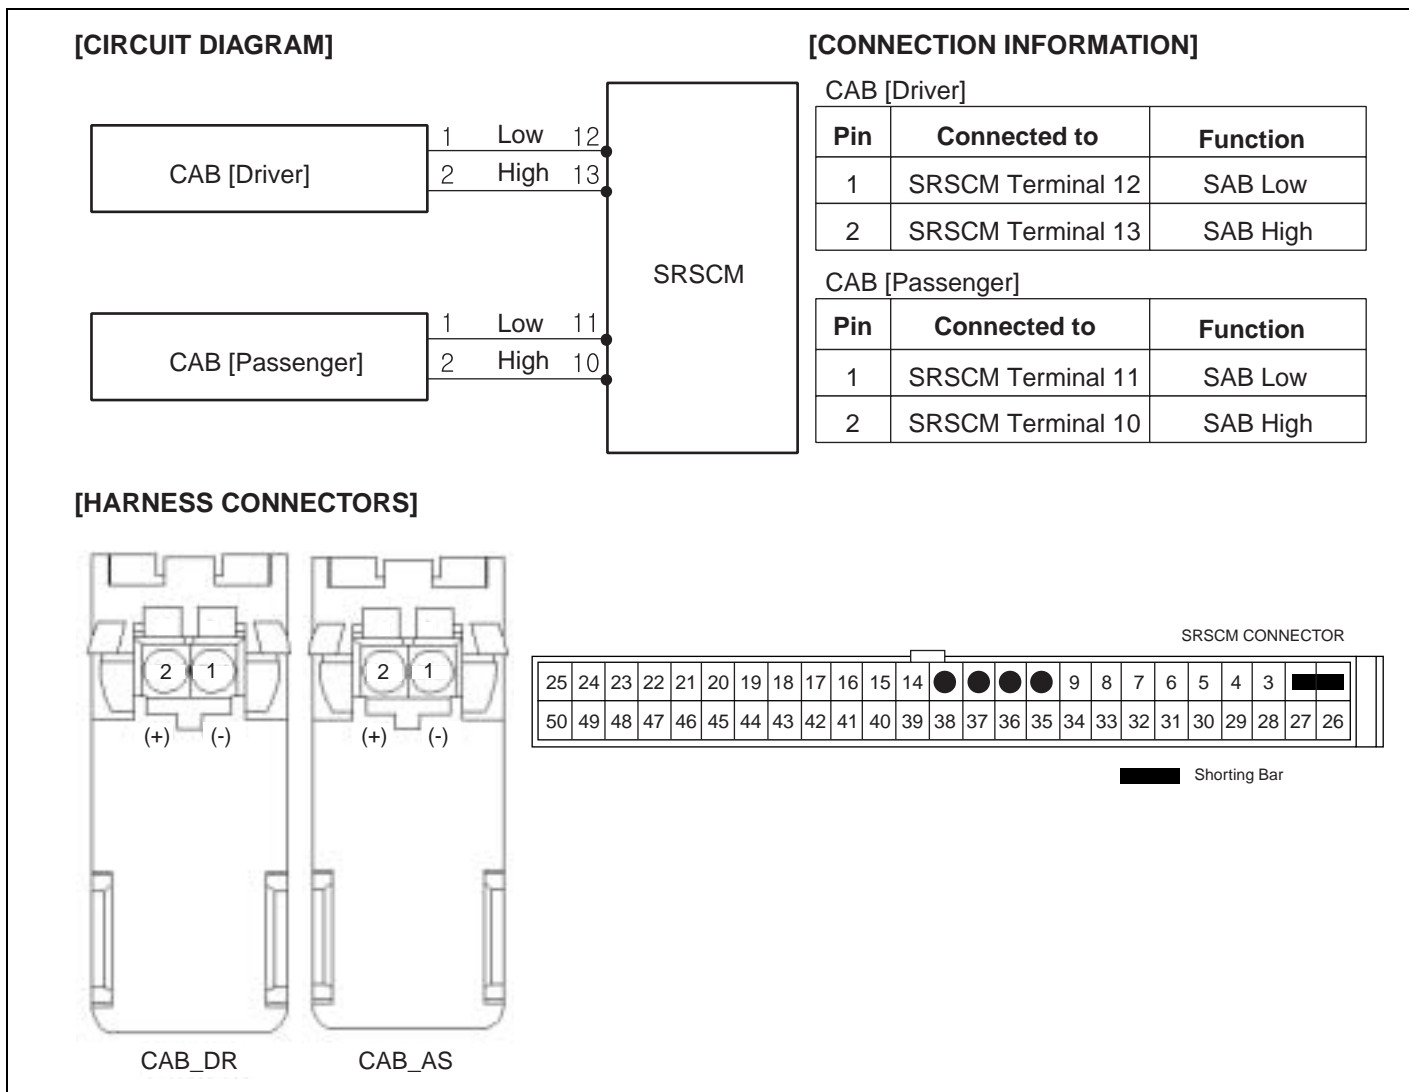 [CIRCUIT DIAGRAM]
CAB [Driver]
1 Low 12
2 High 13
SRSCM
CAB [Passenger]
1 Low 11
2 High 10
[CONNECTION INFORMATION]
CAB [Driver]
Pin Connected to Function
1 SRSCM Terminal 12 SAB Low
2 SRSCM Terminal 13 SAB High
CAB [Passenger]
Pin Connected to Function
1 SRSCM Terminal 11 SAB Low
2 SRSCM Terminal 10 SAB High
[HARNESS CONNECTORS]
2 1
(+) (-)
CAB_DR
2 1
(+) (-)
CAB_AS
SRSCM CONNECTOR
25 24 23 22 21 20 19 18 17 16 15 14 9 8 7 6 5 4 3
50 49 48 47 46 45 44 43 42 41 40 39 38 37 36 35 34 33 32 31 30 29 28 27 26
Shorting Bar